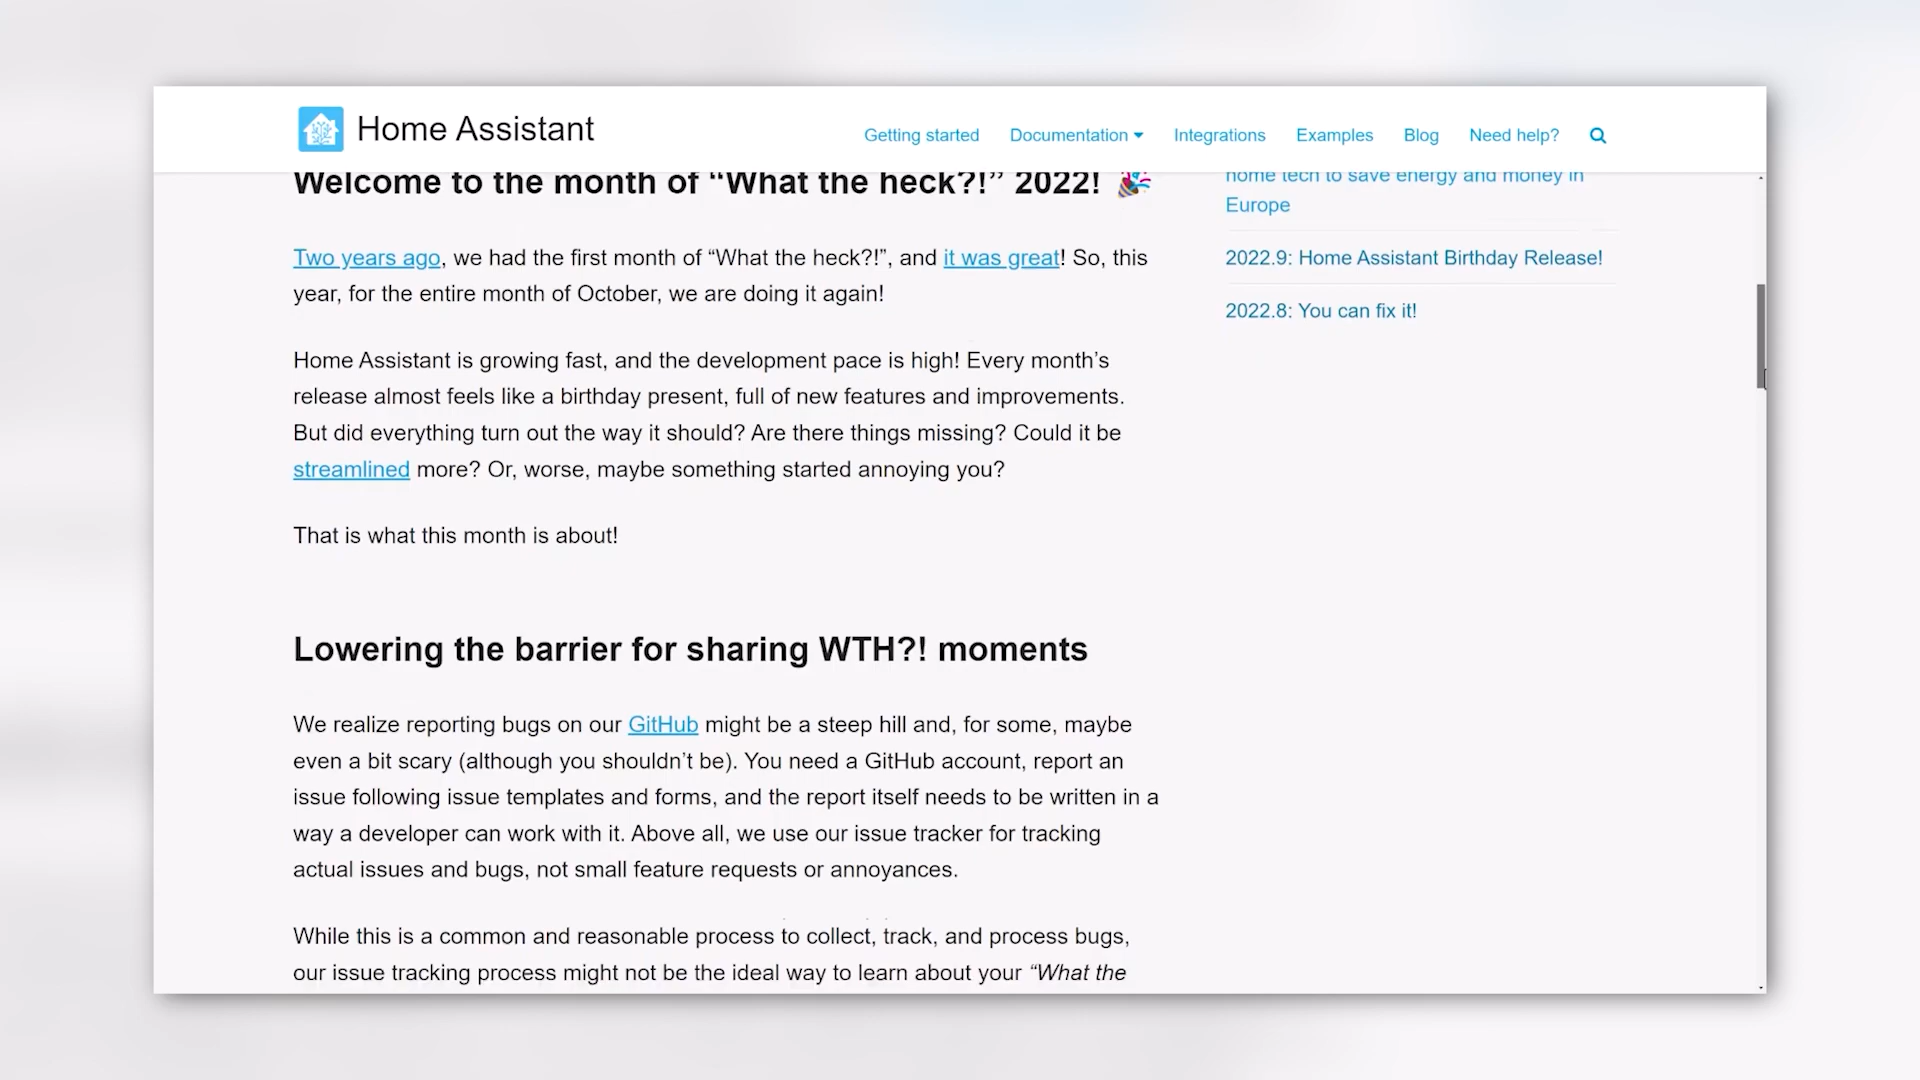 Home Assistant
Getting started
Documentation
Integrations
Examples
Blog
Need help?
Welcome to the month of “What the heck?!” 2022! 🎉
Two years ago, we had the first month of “What the heck?!”, and it was great! So, this
year, for the entire month of October, we are doing it again!
Home Assistant is growing fast, and the development pace is high! Every month’s
release almost feels like a birthday present, full of new features and improvements.
But did everything turn out the way it should? Are there things missing? Could it be
streamlined more? Or, worse, maybe something started annoying you?
That is what this month is about!
Lowering the barrier for sharing WTH?! moments
We realize reporting bugs on our GitHub might be a steep hill and, for some, maybe
even a bit scary (although you shouldn’t be). You need a GitHub account, report an
issue following issue templates and forms, and the report itself needs to be written in a
way a developer can work with it. Above all, we use our issue tracker for tracking
actual issues and bugs, not small feature requests or annoyances.
While this is a common and reasonable process to collect, track, and process bugs,
our issue tracking process might not be the ideal way to learn about your “What the
home tech to save energy and money in
Europe
2022.9: Home Assistant Birthday Release!
2022.8: You can fix it!